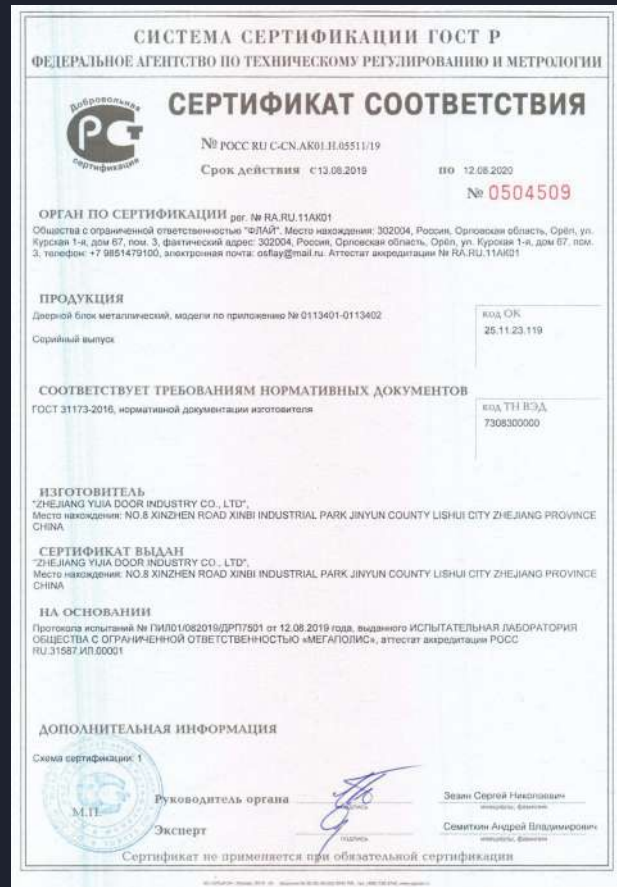 СИСТЕМА СЕРТИФИКАЦИИ ГОСТ Р
ФЕДЕРАЛЬНОЕ АГЕНТСТВО ПО ТЕХНИЧЕСКОМУ РЕГУЛИРОВАНИЮ И МЕТРОЛОГИИ
Добровольная
сертификация
СЕРТИФИКАТ СООТВЕТСТВИЯ
№ РОСС RU C-CN.АК01.Н.05511/19
Срок действия с 13.08.2019 по 12.08.2020
№ 0504509
ОРГАН ПО СЕРТИФИКАЦИИ рег. № RA.RU.11АК01
Общества с ограниченной ответственностью "ФЛАЙ". Место нахождения: 302004, Россия, Орловская область, Орёл, ул.
Курская 1-я, дом 67, пом. 3, фактический адрес: 302004, Россия, Орловская область, Орёл, ул. Курская 1-я, дом 67, пом.
3, телефон: +7 9851479100, электронная почта: osflay@mail.ru. Аттестат аккредитации № RA.RU.11АК01
ПРОДУКЦИЯ
Дверной блок металлический, модели по приложению № 0113401-0113402
Серийный выпуск
код ОК
25.11.23.119
СООТВЕТСТВУЕТ ТРЕБОВАНИЯМ НОРМАТИВНЫХ ДОКУМЕНТОВ
ГОСТ 31173-2016, нормативной документации изготовителя
код ТН ВЭД
7308300000
ИЗГОТОВИТЕЛЬ
"ZHEJIANG YIJIA DOOR INDUSTRY CO., LTD",
Место нахождения: NO.8 XINZHEN ROAD XINBI INDUSTRIAL PARK JINYUN COUNTY LISHUI CITY ZHEJIANG PROVINCE
CHINA
СЕРТИФИКАТ ВЫДАН
"ZHEJIANG YIJIA DOOR INDUSTRY CO., LTD",
Место нахождения: NO.8 XINZHEN ROAD XINBI INDUSTRIAL PARK JINYUN COUNTY LISHUI CITY ZHEJIANG PROVINCE
CHINA
НА ОСНОВАНИИ
Протокола испытаний № ПИЛ01/082019/ДРП7501 от 12.08.2019 года, выданного ИСПЫТАТЕЛЬНАЯ ЛАБОРАТОРИЯ
ОБЩЕСТВА С ОГРАНИЧЕННОЙ ОТВЕТСТВЕННОСТЬЮ «МЕГАПОЛИС», аттестат аккредитации РОСС
RU.31587.ИЛ.00001
ДОПОЛНИТЕЛЬНАЯ ИНФОРМАЦИЯ
Схема сертификации: 1
М.П.
Руководитель органа
подпись
Зезин Сергей Николаевич
инициалы, фамилия
Эксперт
подпись
Семиткин Андрей Владимирович
инициалы, фамилия
Сертификат не применяется при обязательной сертификации